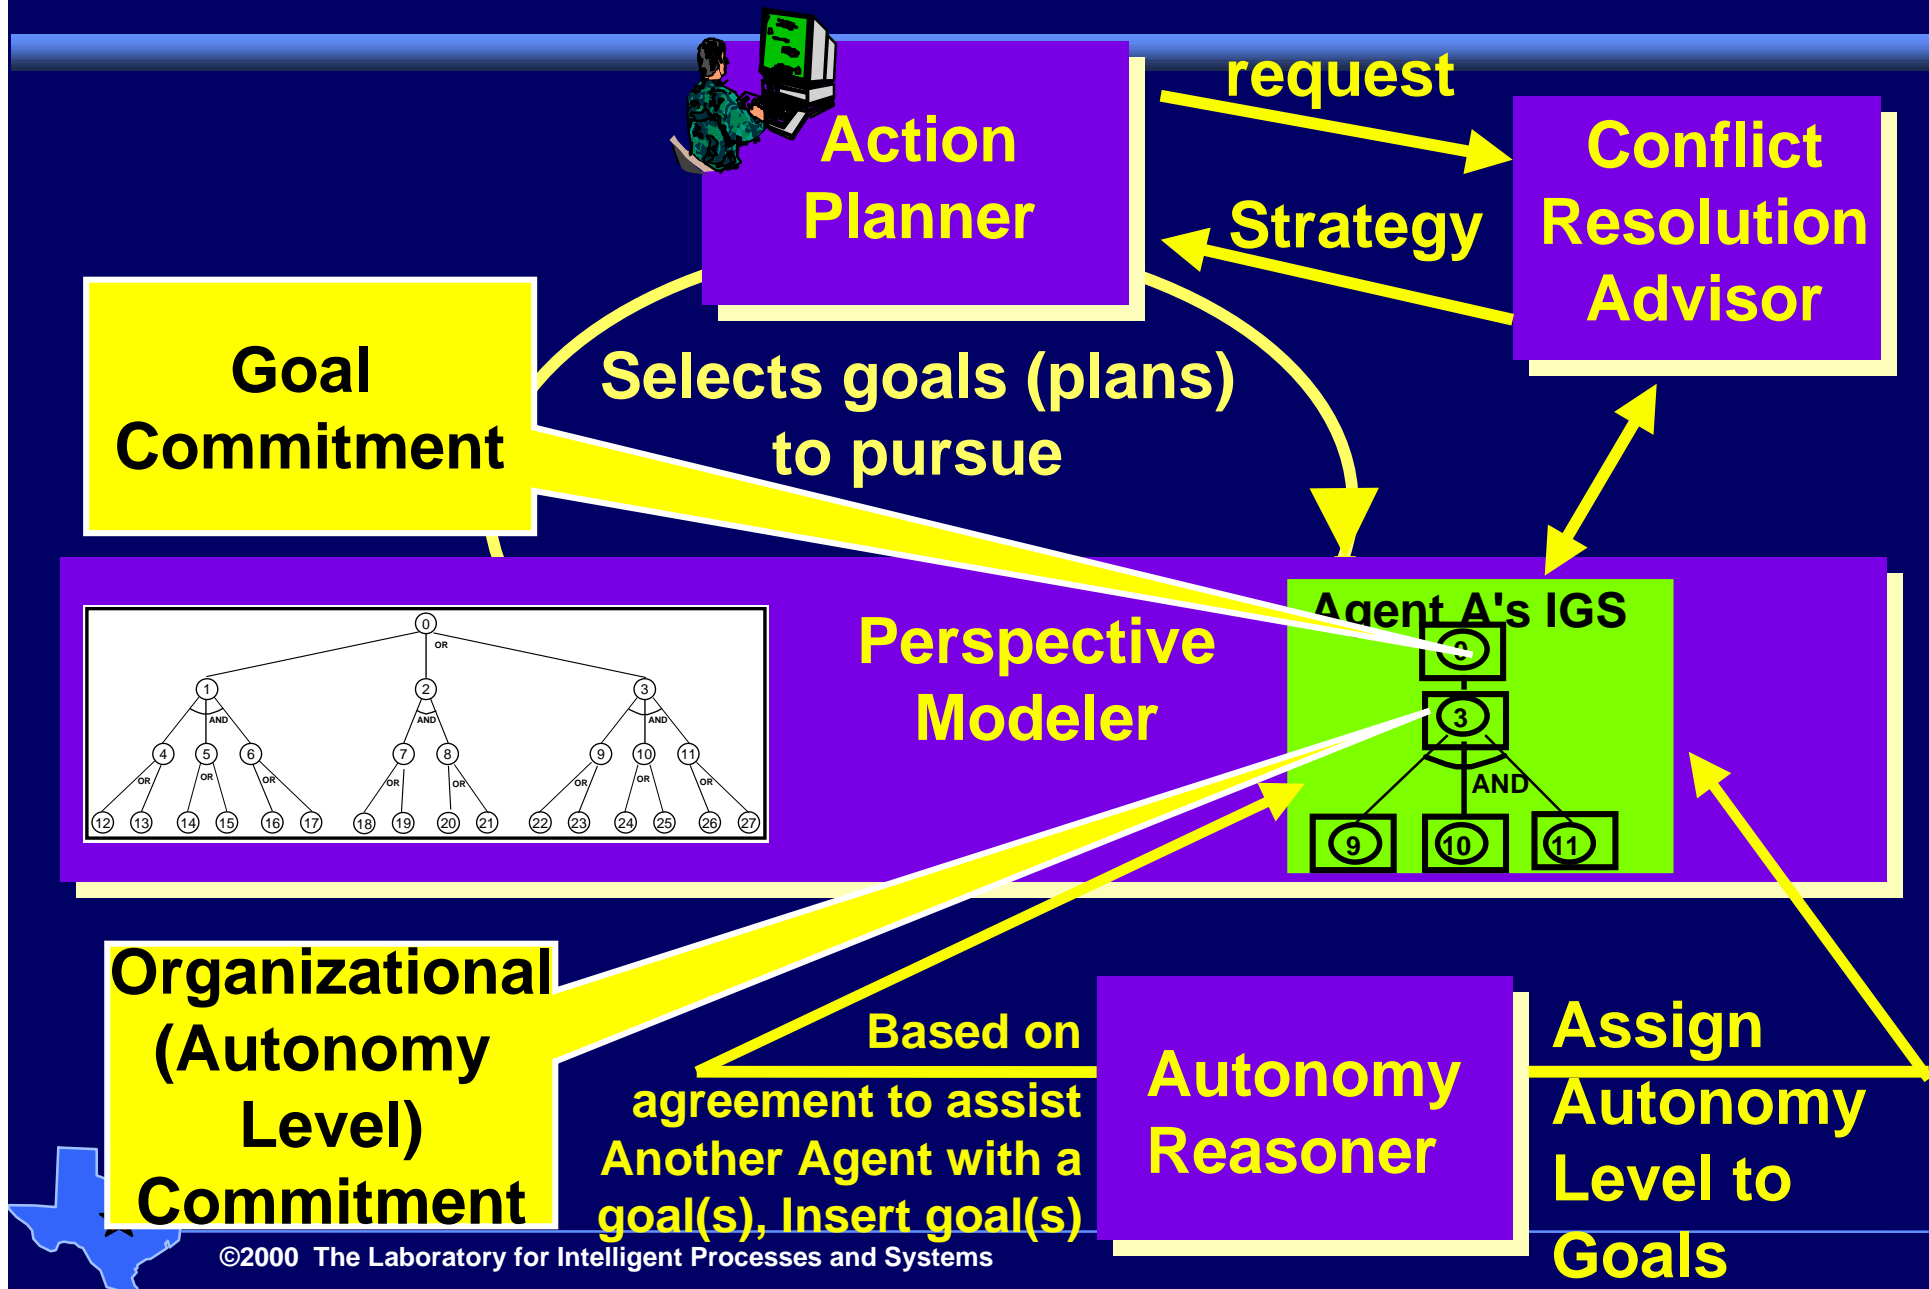 request
Action
Planner
Conflict
Resolution
Advisor
Strategy
Goal
Commitment
Selects goals (plans)
to pursue
Perspective
Modeler
0
OR
1
2
3
AND
AND
AND
4
5
6
7
8
9
10
11
OR
OR
OR
OR
OR
OR
OR
OR
12
13
14
15
16
17
18
19
20
21
22
23
24
25
26
27
Agent A's IGS
0
3
AND
9
10
11
Organizational
(Autonomy
Level)
Commitment
Based on
agreement to assist
Another Agent with a
goal(s), Insert goal(s)
Autonomy
Reasoner
Assign
Autonomy
Level to
Goals
©2000 The Laboratory for Intelligent Processes and Systems